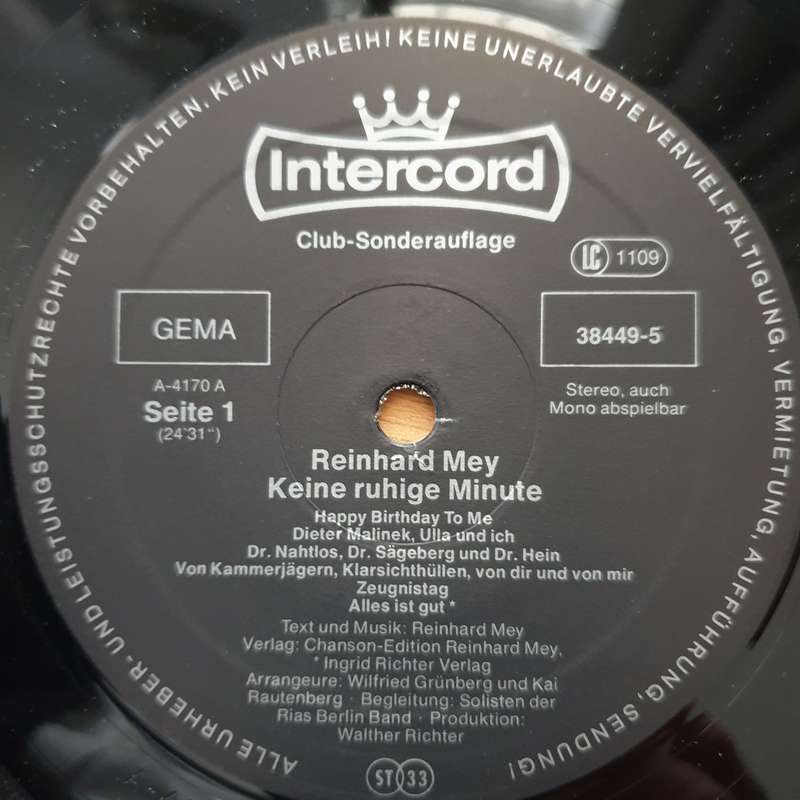 ALLE URHEBER- UND LEISTUNGSSCHUTZRECHTE VORBEHALTEN. KEIN VERLEIH! KEINE UNERLAUBTE VERVIELFÄLTIGUNG, VERMIETUNG, AUFFÜHRUNG, SENDUNG!
Intercord
Club-Sonderauflage
LC 1109
GEMA
38449-5
A-4170 A
Seite 1
(24'31")
Stereo, auch
Mono abspielbar
Reinhard Mey
Keine ruhige Minute
Happy Birthday To Me
Dieter Malinek, Ulla und ich
Dr. Nahtlos, Dr. Sägeberg und Dr. Hein
Von Kammerjägern, Klarsichthüllen, von dir und von mir
Zeugnistag
Alles ist gut *
Text und Musik: Reinhard Mey
Verlag: Chanson-Edition Reinhard Mey,
* Ingrid Richter Verlag
Arrangeure: Wilfried Grünberg und Kai
Rautenberg · Begleitung: Solisten der
Rias Berlin Band · Produktion:
Walther Richter
ST 33